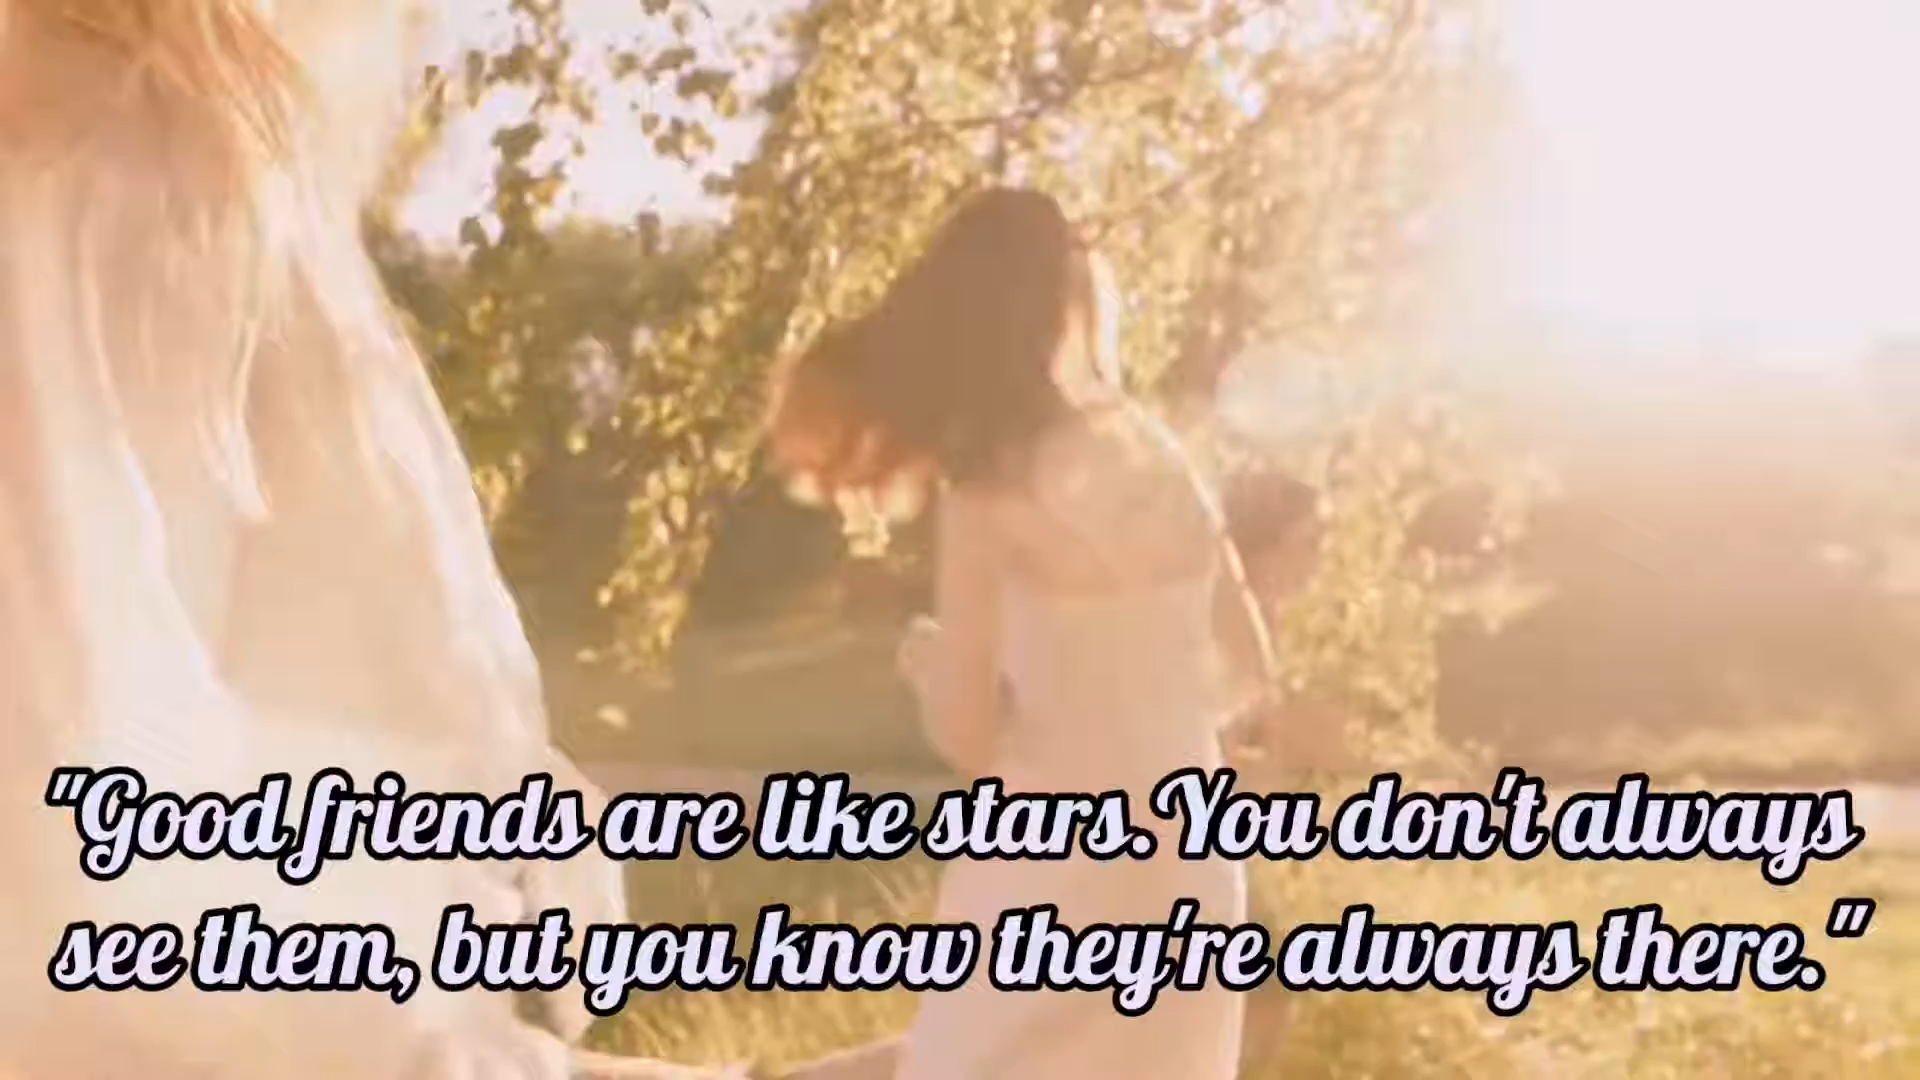 "Good friends are like stars. You don't always
see them, but you know they're always there."